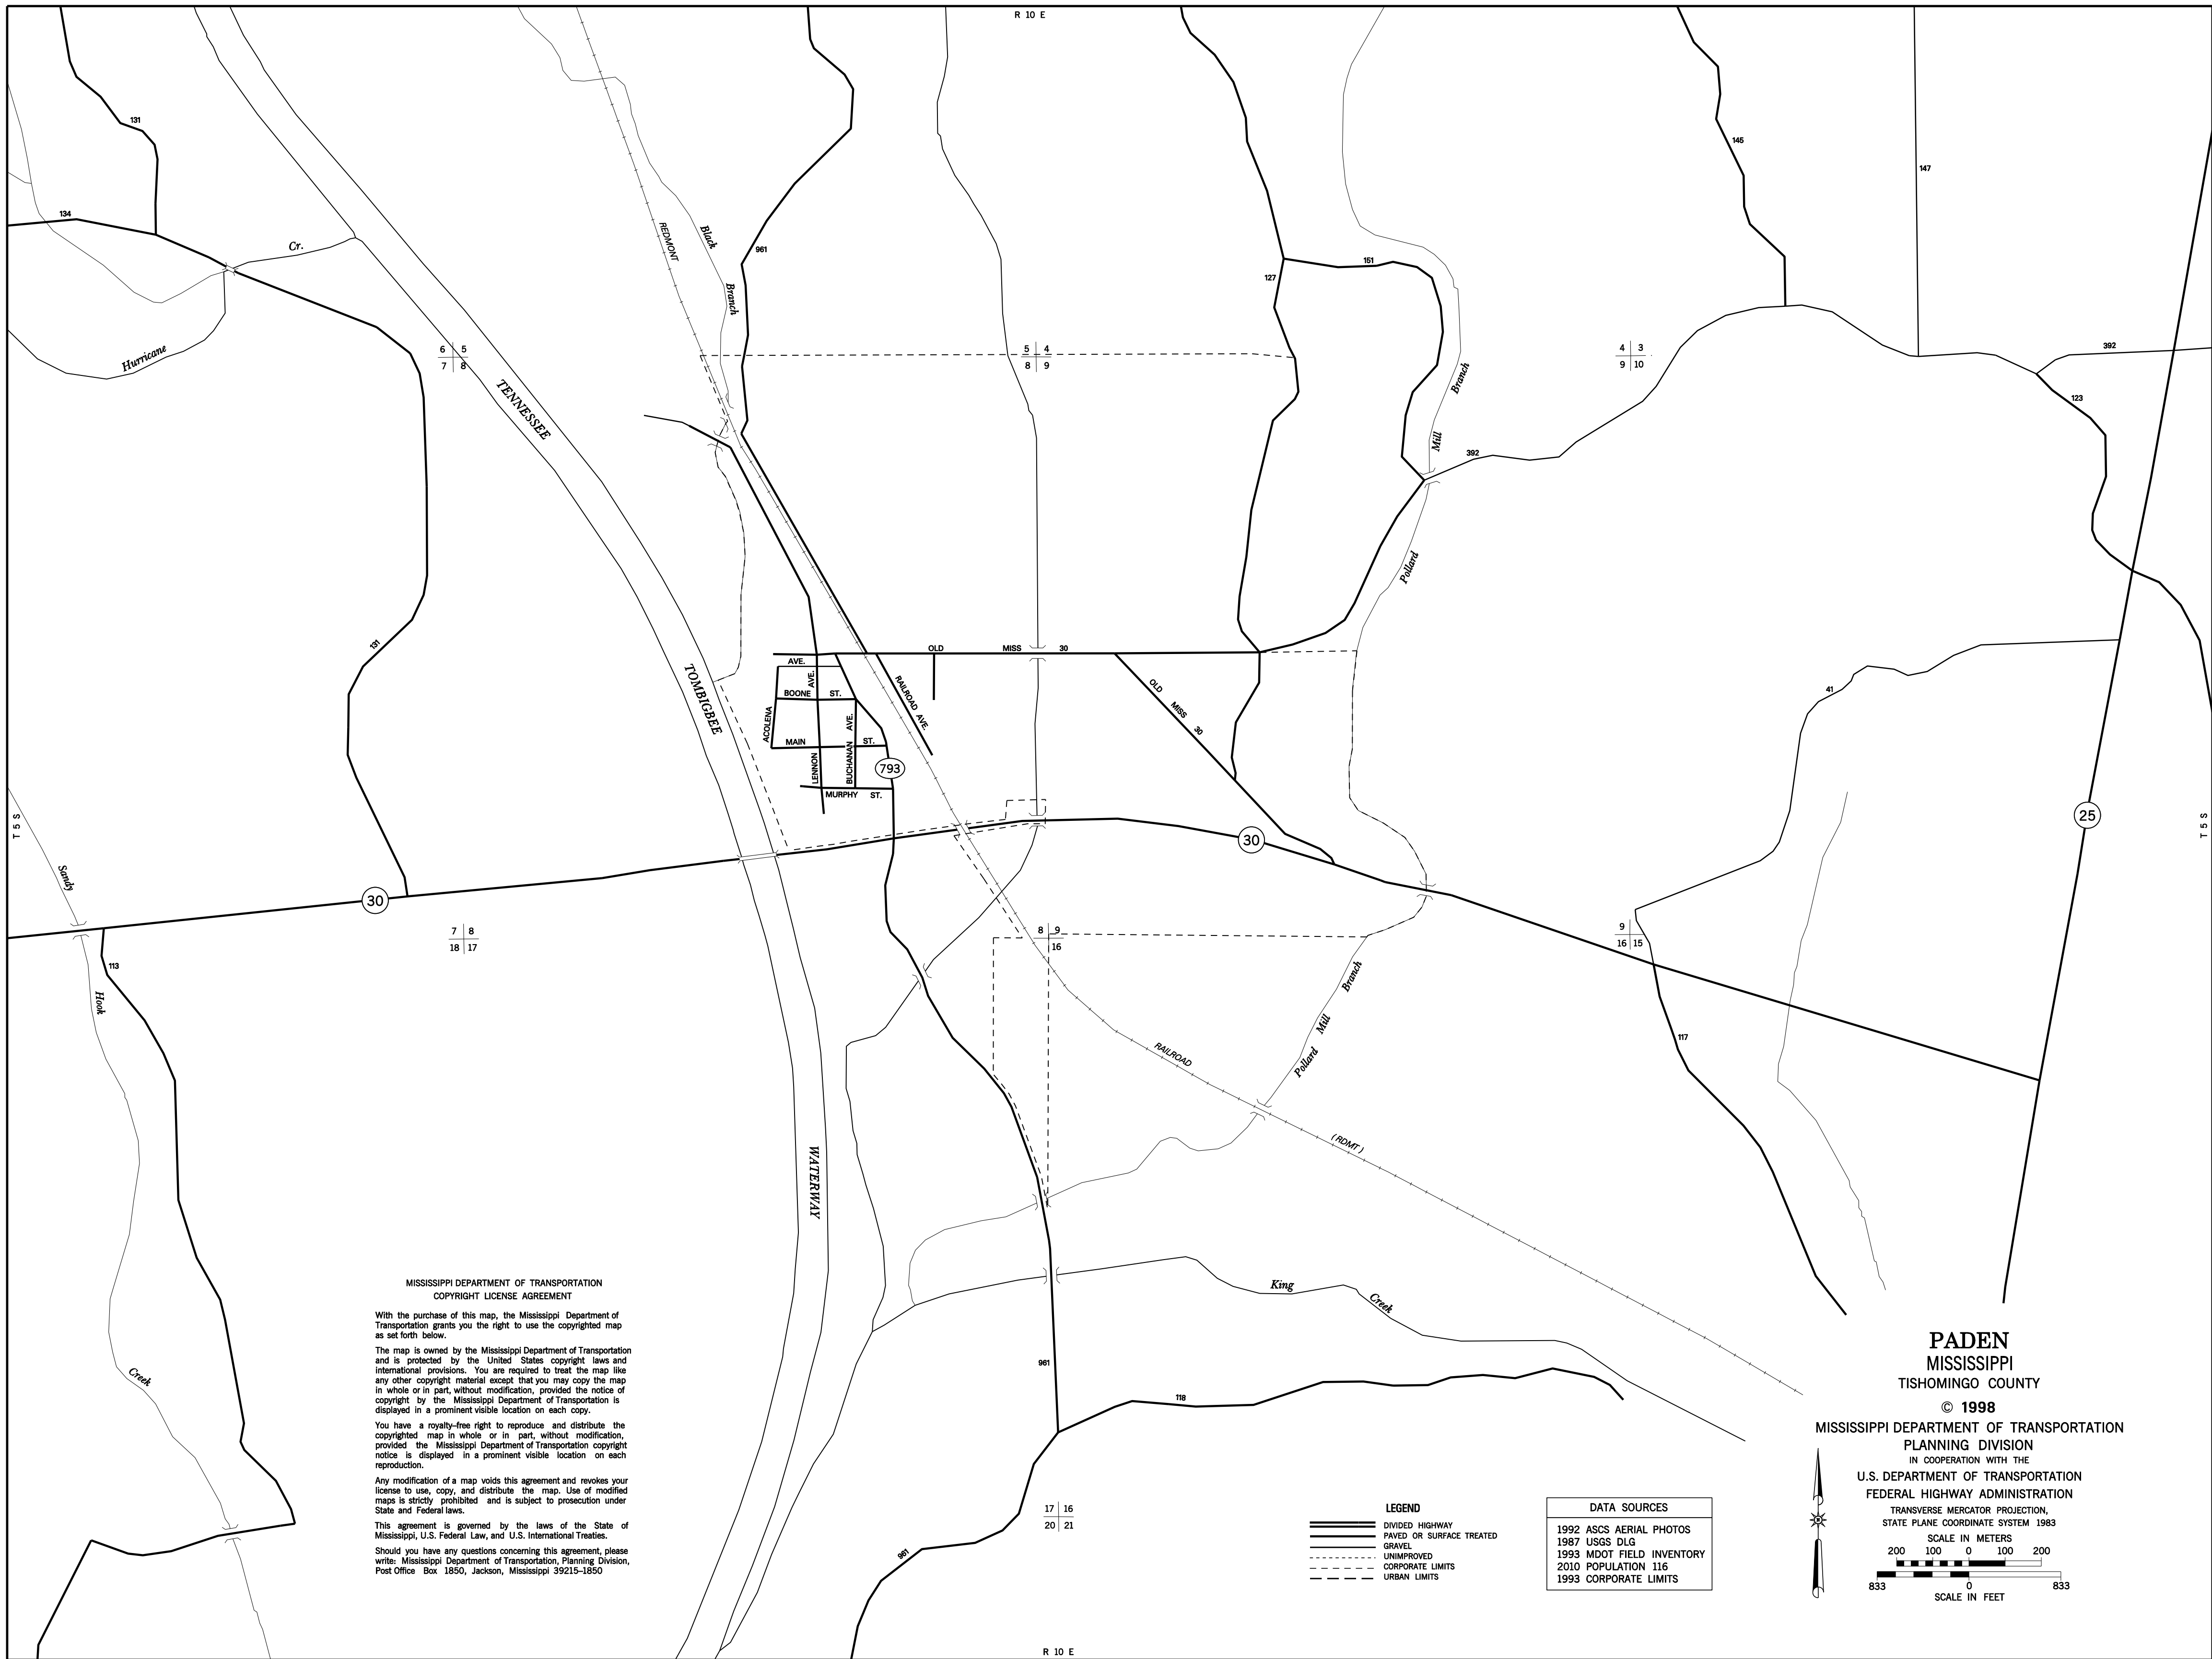 R 10 E
131
134
Cr.
Hurricane
REDMONT
Black
Branch
961
127
151
145
147
392
123
6 5
7 8
5 4
8 9
4 3
9 10
TENNESSEE
Branch
Mill
392
Pollard
131
TOMBIGBEE
OLD MISS 30
AVE.
AVE.
BOONE ST.
ACOLENA
RAILROAD AVE.
MAIN ST.
AVE.
LENNON
BUCHANAN
793
MURPHY ST.
OLD MISS 30
41
T 5 S
25
T 5 S
30
Sandy
30
7 8
18 17
8 9
16
9
16 15
113
Hook
Branch
Mill
Pollard
117
RAILROAD
(RDMT)
WATERWAY
King
Creek
961
118
Creek
961
17 16
20 21
R 10 E
MISSISSIPPI DEPARTMENT OF TRANSPORTATION
COPYRIGHT LICENSE AGREEMENT
With the purchase of this map, the Mississippi Department of
Transportation grants you the right to use the copyrighted map
as set forth below.
The map is owned by the Mississippi Department of Transportation
and is protected by the United States copyright laws and
international provisions. You are required to treat the map like
any other copyright material except that you may copy the map
in whole or in part, without modification, provided the notice of
copyright by the Mississippi Department of Transportation is
displayed in a prominent visible location on each copy.
You have a royalty-free right to reproduce and distribute the
copyrighted map in whole or in part, without modification,
provided the Mississippi Department of Transportation copyright
notice is displayed in a prominent visible location on each
reproduction.
Any modification of a map voids this agreement and revokes your
license to use, copy, and distribute the map. Use of modified
maps is strictly prohibited and is subject to prosecution under
State and Federal laws.
This agreement is governed by the laws of the State of
Mississippi, U.S. Federal Law, and U.S. International Treaties.
Should you have any questions concerning this agreement, please
write: Mississippi Department of Transportation, Planning Division,
Post Office Box 1850, Jackson, Mississippi 39215-1850
LEGEND
DIVIDED HIGHWAY
PAVED OR SURFACE TREATED
GRAVEL
UNIMPROVED
CORPORATE LIMITS
URBAN LIMITS
DATA SOURCES
1992 ASCS AERIAL PHOTOS
1987 USGS DLG
1993 MDOT FIELD INVENTORY
2010 POPULATION 116
1993 CORPORATE LIMITS
PADEN
MISSISSIPPI
TISHOMINGO COUNTY
© 1998
MISSISSIPPI DEPARTMENT OF TRANSPORTATION
PLANNING DIVISION
IN COOPERATION WITH THE
U.S. DEPARTMENT OF TRANSPORTATION
FEDERAL HIGHWAY ADMINISTRATION
TRANSVERSE MERCATOR PROJECTION,
STATE PLANE COORDINATE SYSTEM 1983
SCALE IN METERS
200 100 0 100 200
833 0 833
SCALE IN FEET